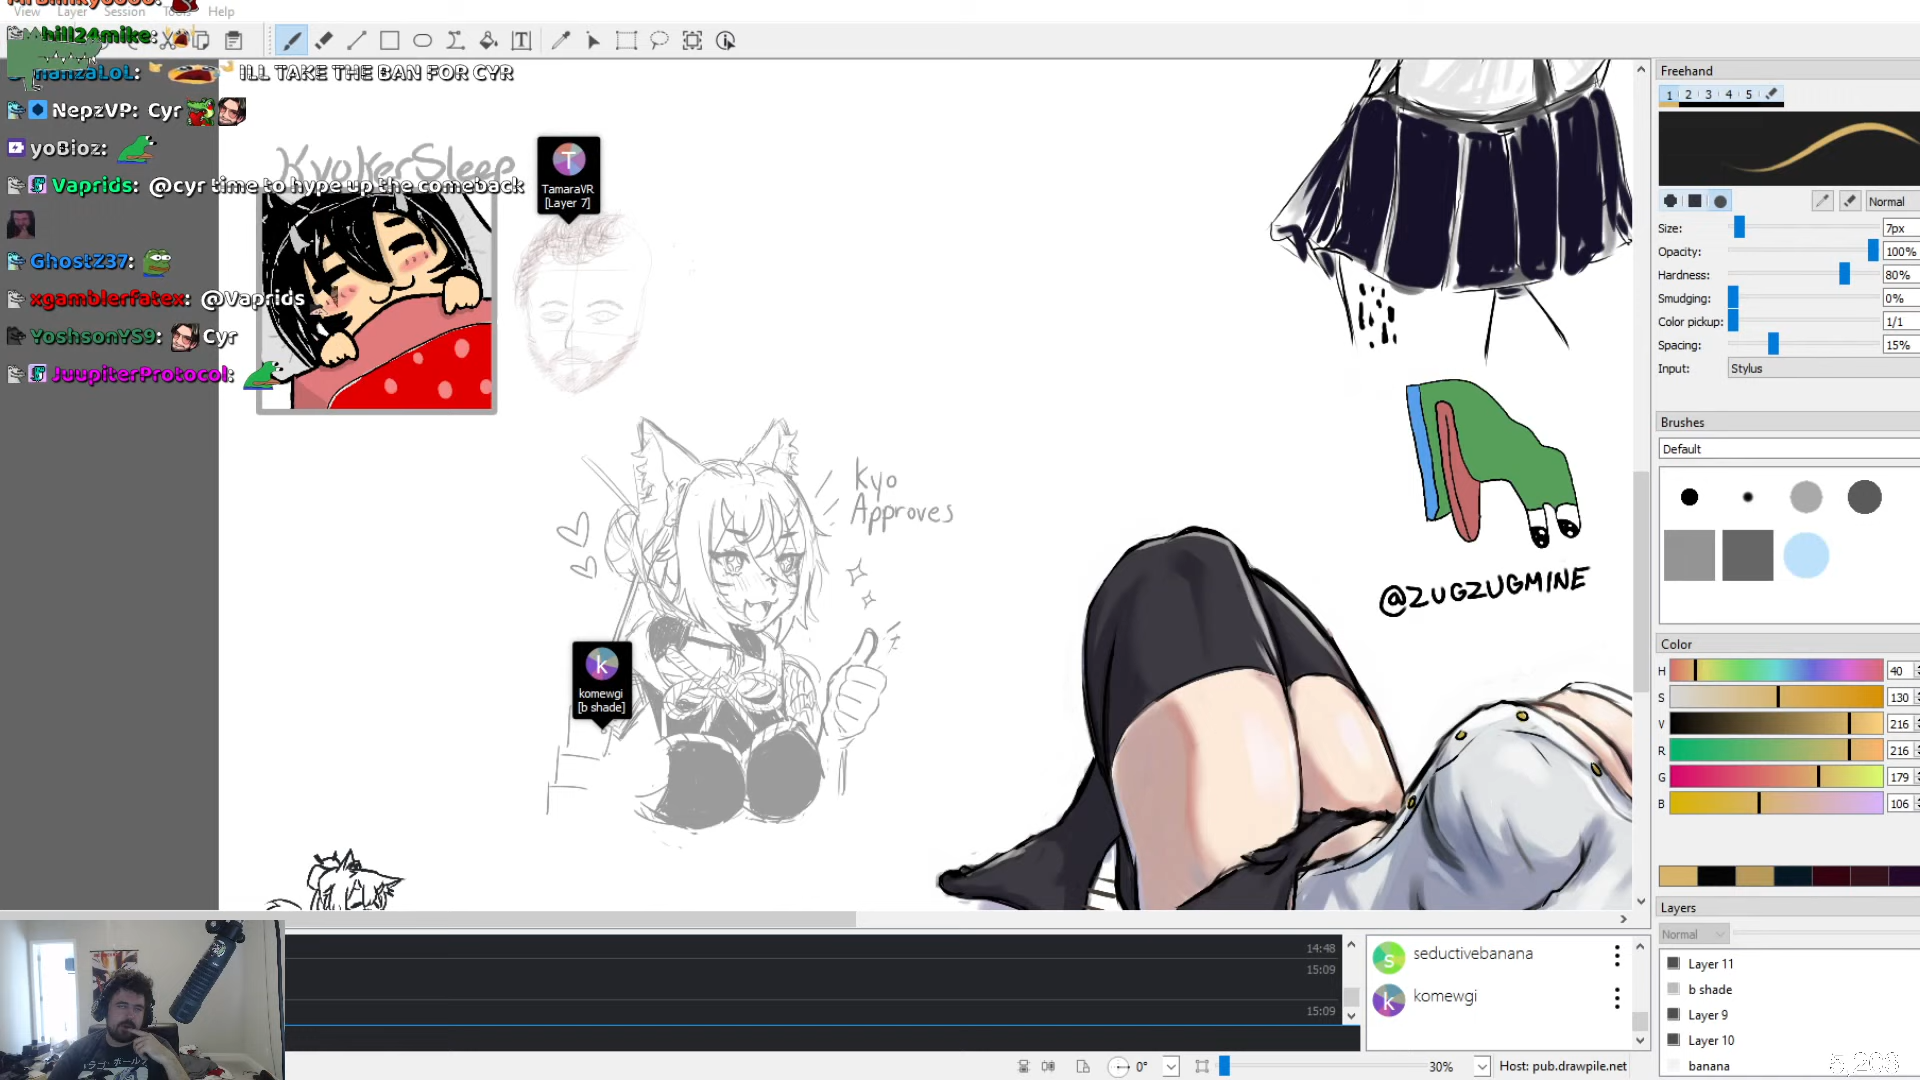 View Layer Session Tools Help
hill24mike:
ILL TAKE THE BAN FOR CYR
NepzVP: Cyr
yoBioz:
Vaprids: @cyr time to hype up the comeback
GhostZ37:
xgamblerfatex: @Vaprids
YoshsonYS9: Cyr
JuupiterProtocol:
KyokerSleep
T
TamaraVR
[Layer 7]
Kyo
Approves
k
komewgi
[b shade]
@ZUGZUGMINE
Freehand
1 2 3 4 5
Normal
Size: 7px
Opacity: 100%
Hardness: 80%
Smudging: 0%
Color pickup: 1/1
Spacing: 15%
Input: Stylus
Brushes
Default
Color
H 40
S 130
V 216
R 216
G 179
B 106
Layers
Normal
Layer 11
b shade
Layer 9
Layer 10
banana
14:48
15:09
15:09
s seductivebanana
k komewgi
0°
30%
Host: pub.drawpile.net